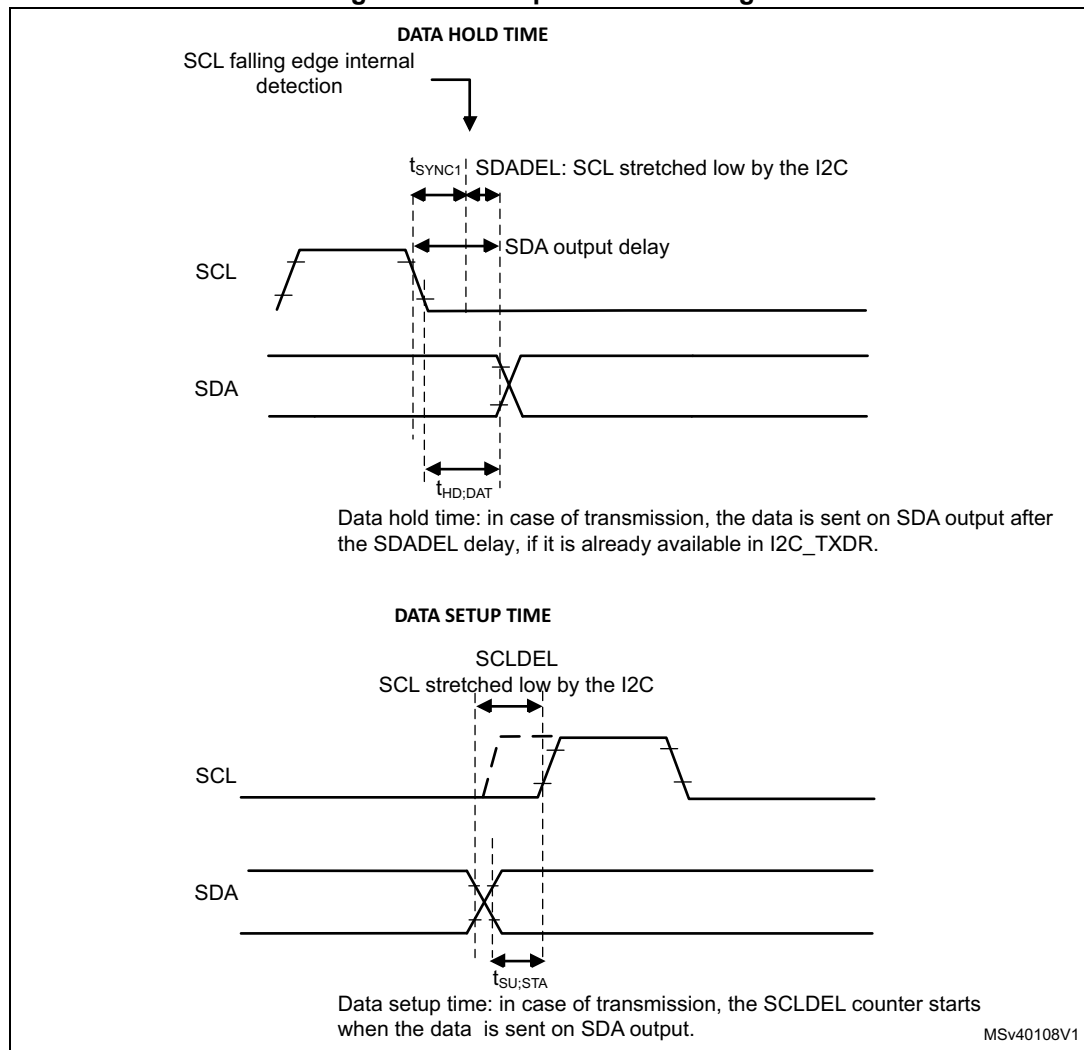 DATA HOLD TIME
SCL falling edge internal
detection
tSYNC1
SDADEL: SCL stretched low by the I2C
SDA output delay
SCL
SDA
tHD;DAT
Data hold time: in case of transmission, the data is sent on SDA output after
the SDADEL delay, if it is already available in I2C_TXDR.
DATA SETUP TIME
SCLDEL
SCL stretched low by the I2C
SCL
SDA
tSU;STA
Data setup time: in case of transmission, the SCLDEL counter starts
when the data is sent on SDA output.
MSv40108V1